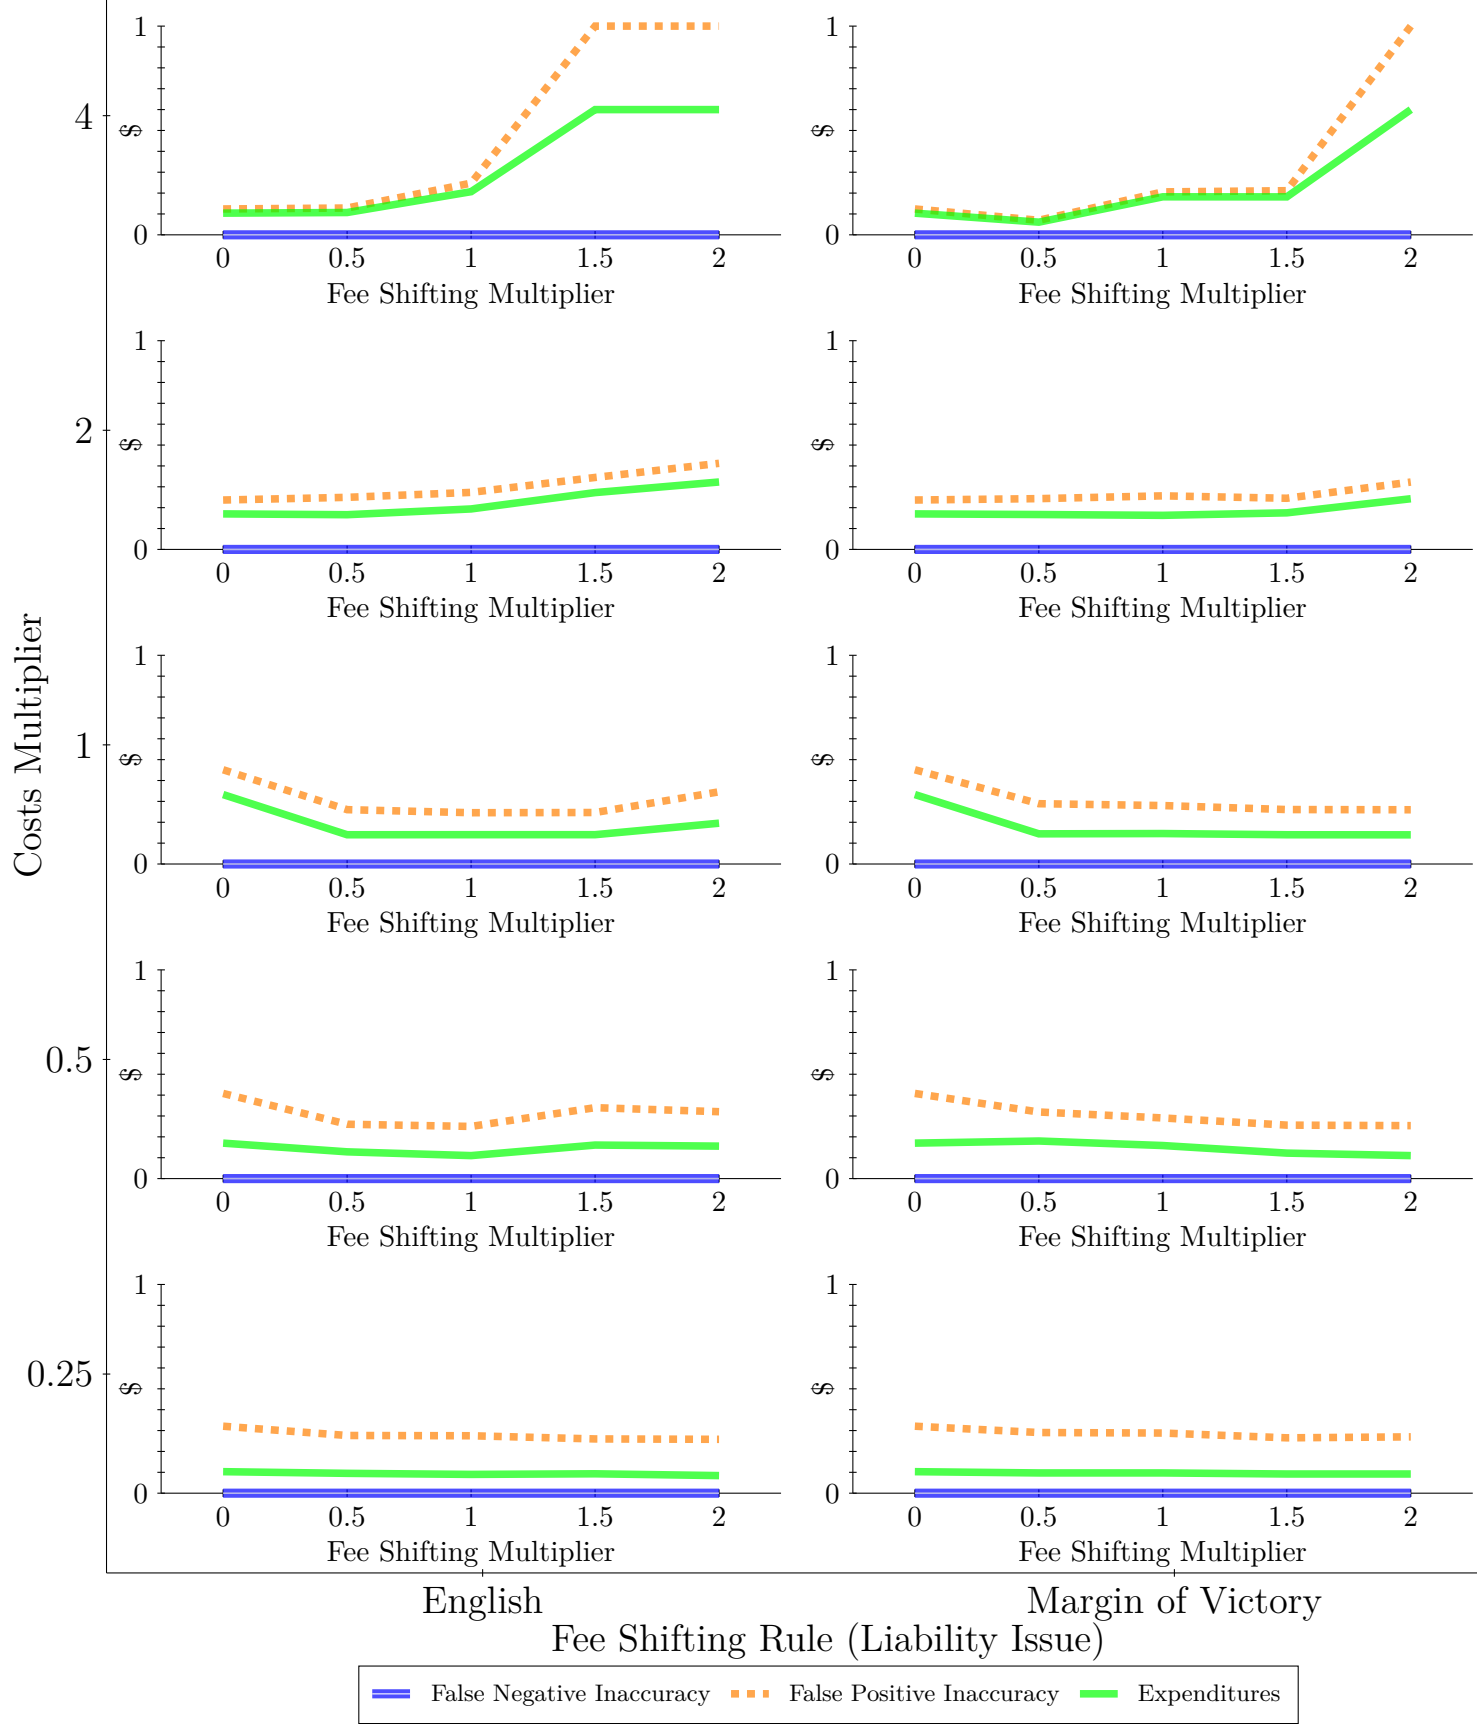 Costs Multiplier
4
1
$
0
0 0.5 1 1.5 2
Fee Shifting Multiplier
1
$
0
0 0.5 1 1.5 2
Fee Shifting Multiplier
2
1
$
0
0 0.5 1 1.5 2
Fee Shifting Multiplier
1
$
0
0 0.5 1 1.5 2
Fee Shifting Multiplier
1
1
$
0
0 0.5 1 1.5 2
Fee Shifting Multiplier
1
$
0
0 0.5 1 1.5 2
Fee Shifting Multiplier
0.5
1
$
0
0 0.5 1 1.5 2
Fee Shifting Multiplier
1
$
0
0 0.5 1 1.5 2
Fee Shifting Multiplier
0.25
1
$
0
0 0.5 1 1.5 2
Fee Shifting Multiplier
1
$
0
0 0.5 1 1.5 2
Fee Shifting Multiplier
English
Margin of Victory
Fee Shifting Rule (Liability Issue)
False Negative Inaccuracy False Positive Inaccuracy Expenditures